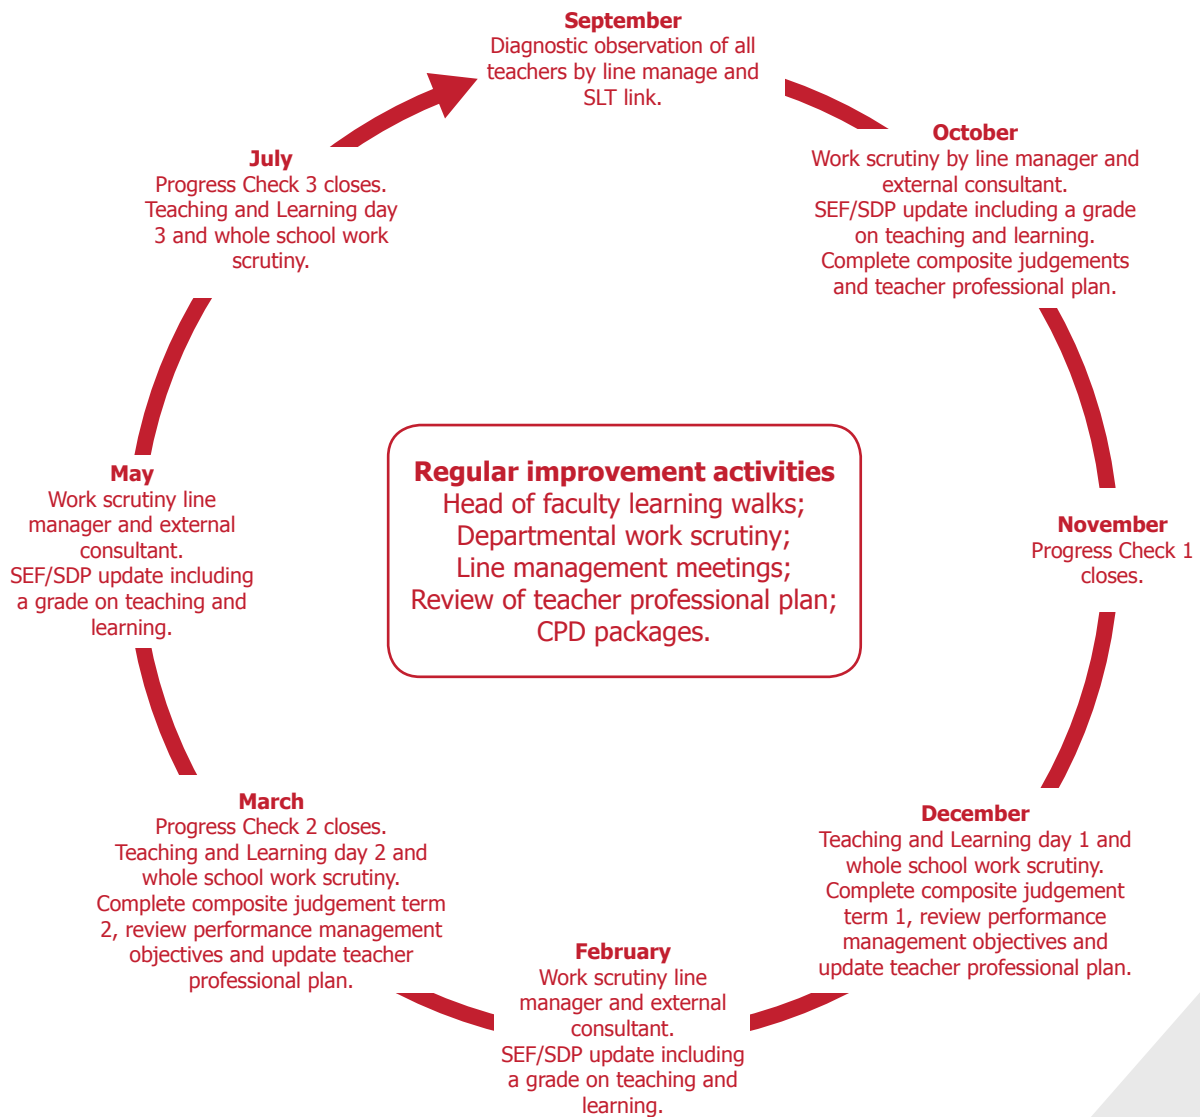 September
Diagnostic observation of all
teachers by line manage and
SLT link.
October
Work scrutiny by line manager and
external consultant.
SEF/SDP update including a grade
on teaching and learning.
Complete composite judgements
and teacher professional plan.
November
Progress Check 1
closes.
December
Teaching and Learning day 1 and
whole school work scrutiny.
Complete composite judgement
term 1, review performance
management objectives and
update teacher professional plan.
February
Work scrutiny line
manager and external
consultant.
SEF/SDP update including
a grade on teaching and
learning.
March
Progress Check 2 closes.
Teaching and Learning day 2 and
whole school work scrutiny.
Complete composite judgement term
2, review performance management
objectives and update teacher
professional plan.
May
Work scrutiny line
manager and external
consultant.
SEF/SDP update including
a grade on teaching and
learning.
July
Progress Check 3 closes.
Teaching and Learning day
3 and whole school work
scrutiny.
Regular improvement activities
Head of faculty learning walks;
Departmental work scrutiny;
Line management meetings;
Review of teacher professional plan;
CPD packages.